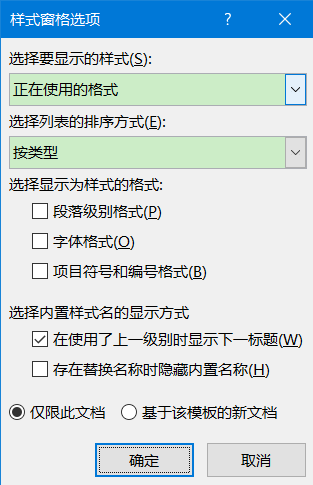 样式窗格选项
选择要显示的样式(S):
正在使用的格式
选择列表的排序方式(E):
按类型
选择显示为样式的格式:
段落级别格式(P)
字体格式(O)
项目符号和编号格式(B)
选择内置样式名的显示方式
在使用了上一级别时显示下一标题(W)
存在替换名称时隐藏内置名称(H)
仅限此文档 基于该模板的新文档
确定 取消